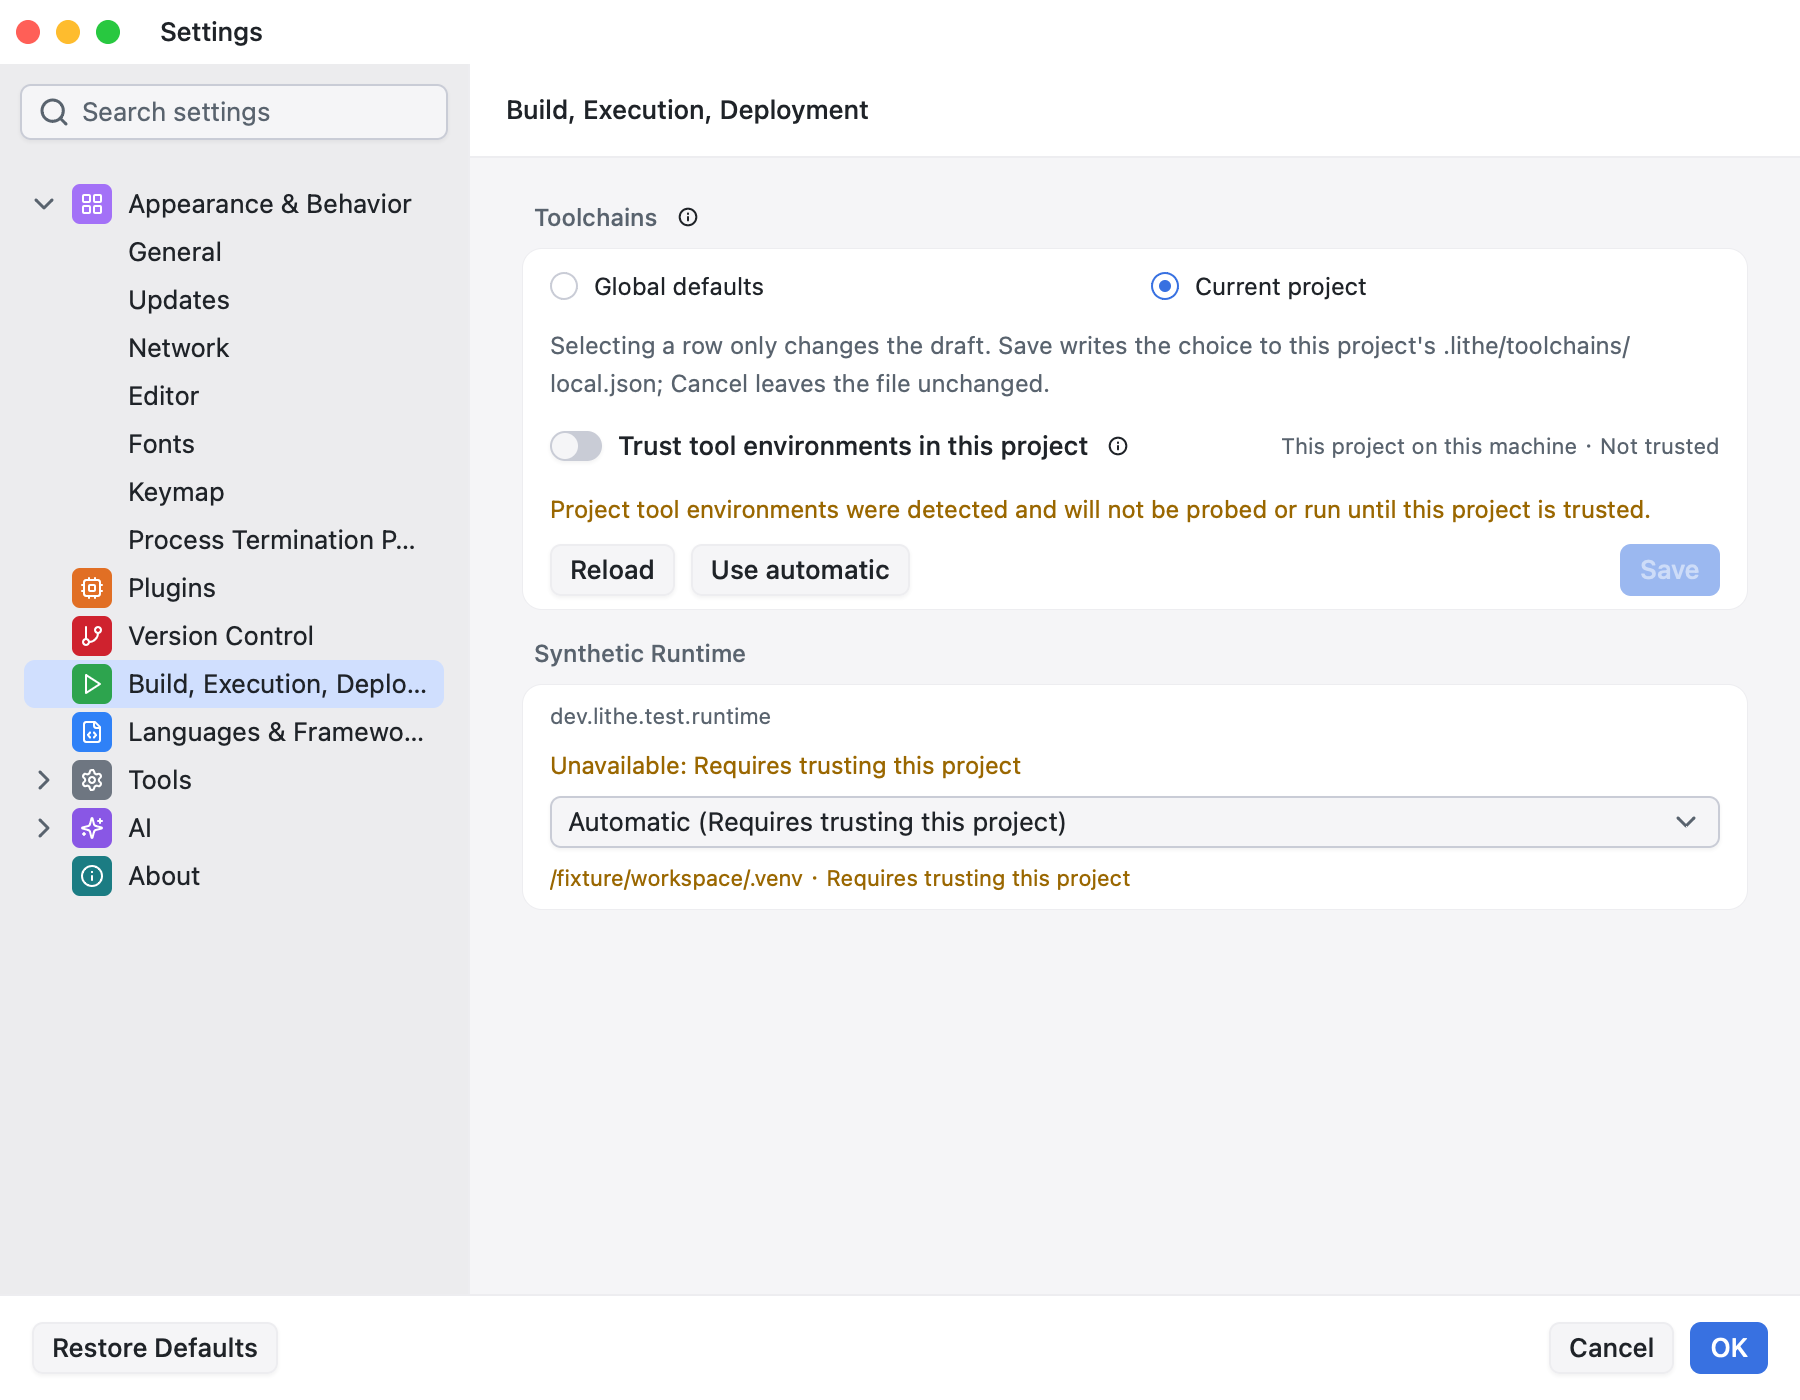 Settings
Search settings
Appearance & Behavior
General
Updates
Network
Editor
Fonts
Keymap
Process Termination P...
Plugins
Version Control
Build, Execution, Deplo...
Languages & Framewo...
Tools
AI
About
Build, Execution, Deployment
Toolchains
Global defaults
Current project
Selecting a row only changes the draft. Save writes the choice to this project's .lithe/toolchains/
local.json; Cancel leaves the file unchanged.
Trust tool environments in this project
This project on this machine · Not trusted
Project tool environments were detected and will not be probed or run until this project is trusted.
Reload
Use automatic
Save
Synthetic Runtime
dev.lithe.test.runtime
Unavailable: Requires trusting this project
Automatic (Requires trusting this project)
/fixture/workspace/.venv · Requires trusting this project
Restore Defaults
Cancel
OK